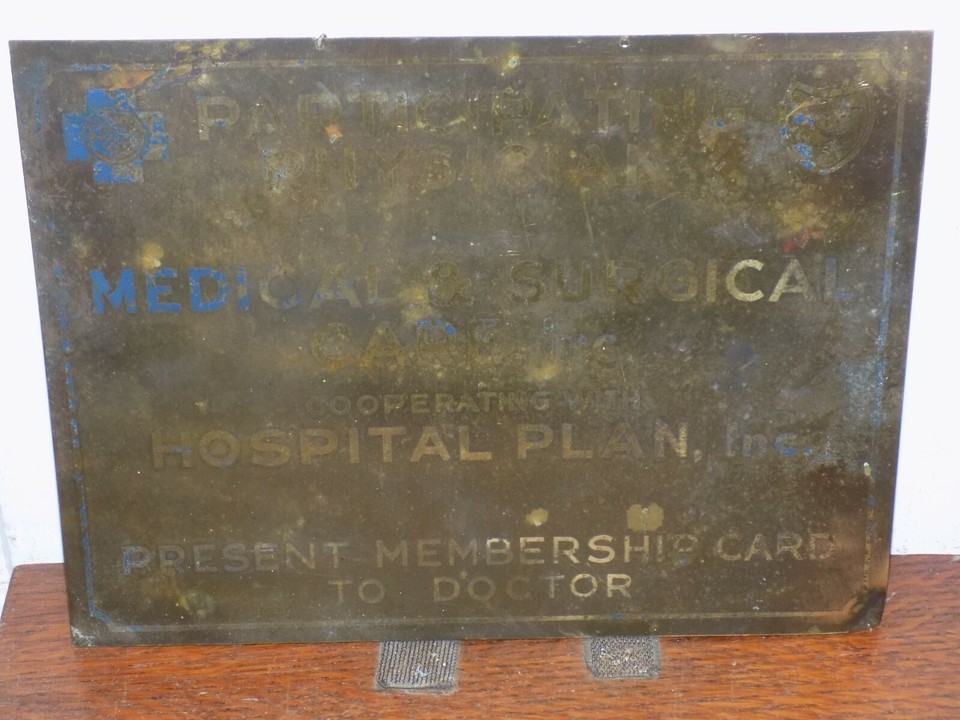 PARTICIPATING
PHYSICIAN
MEDICAL & SURGICAL
CARE, Inc.
COOPERATING WITH
HOSPITAL PLAN, Inc.
PRESENT MEMBERSHIP CARD
TO DOCTOR